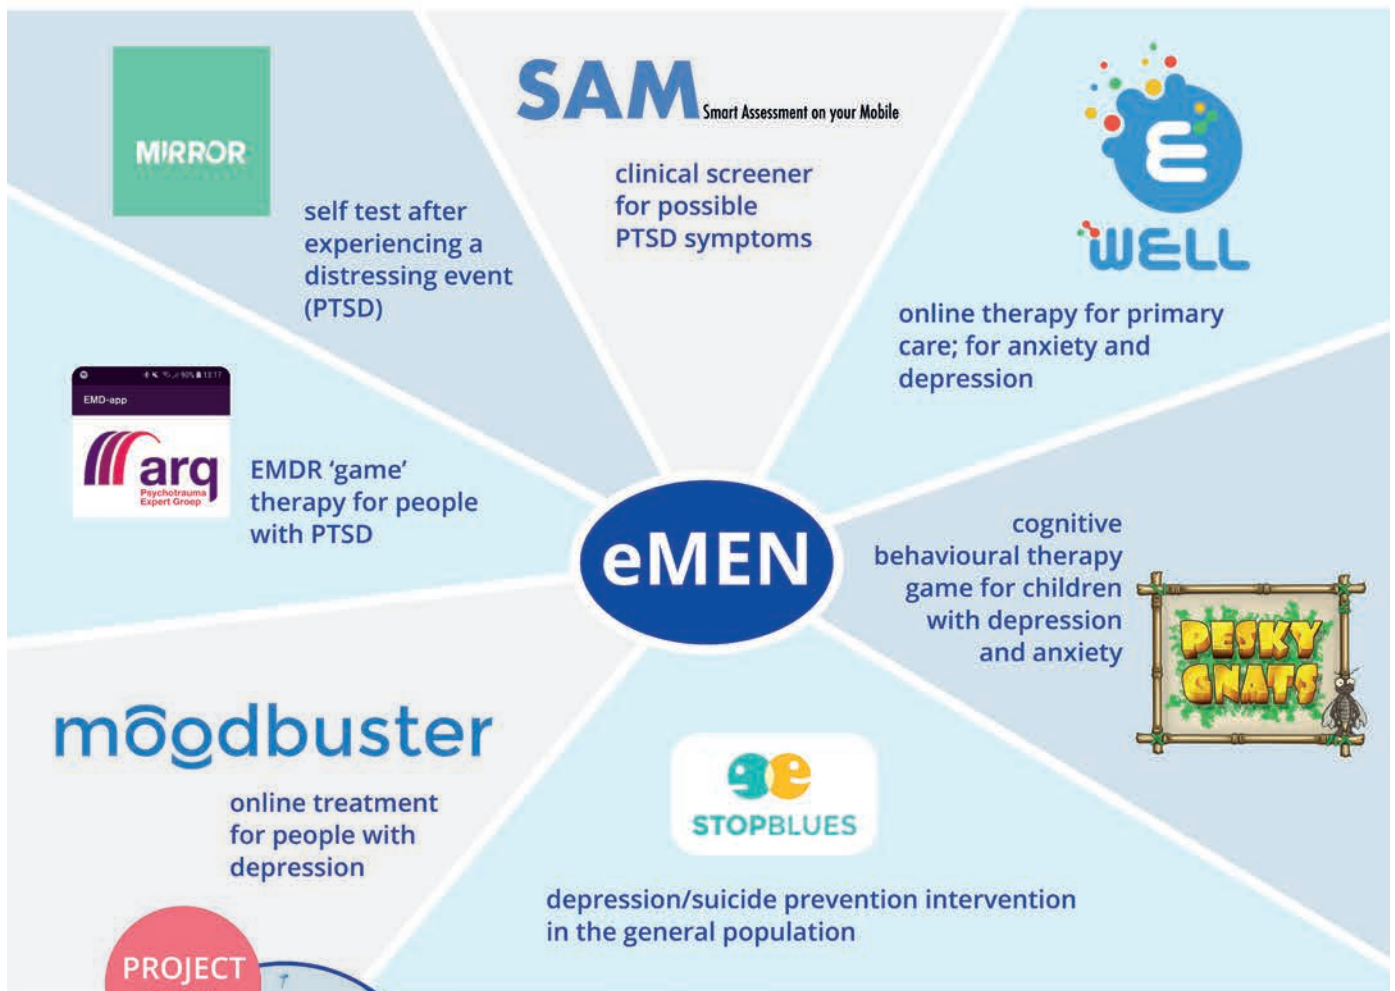 MIRROR
self test after
experiencing a
distressing event
(PTSD)
SAM Smart Assessment on your Mobile
clinical screener
for possible
PTSD symptoms
E
WELL
online therapy for primary
care; for anxiety and
depression
90% 13:17
EMD-app
arq
Psychotrauma
Expert Groep
EMDR ‘game’
therapy for people
with PTSD
eMEN
cognitive
behavioural therapy
game for children
with depression
and anxiety
PESKY
GNATS
moodbuster
online treatment
for people with
depression
STOPBLUES
depression/suicide prevention intervention
in the general population
PROJECT